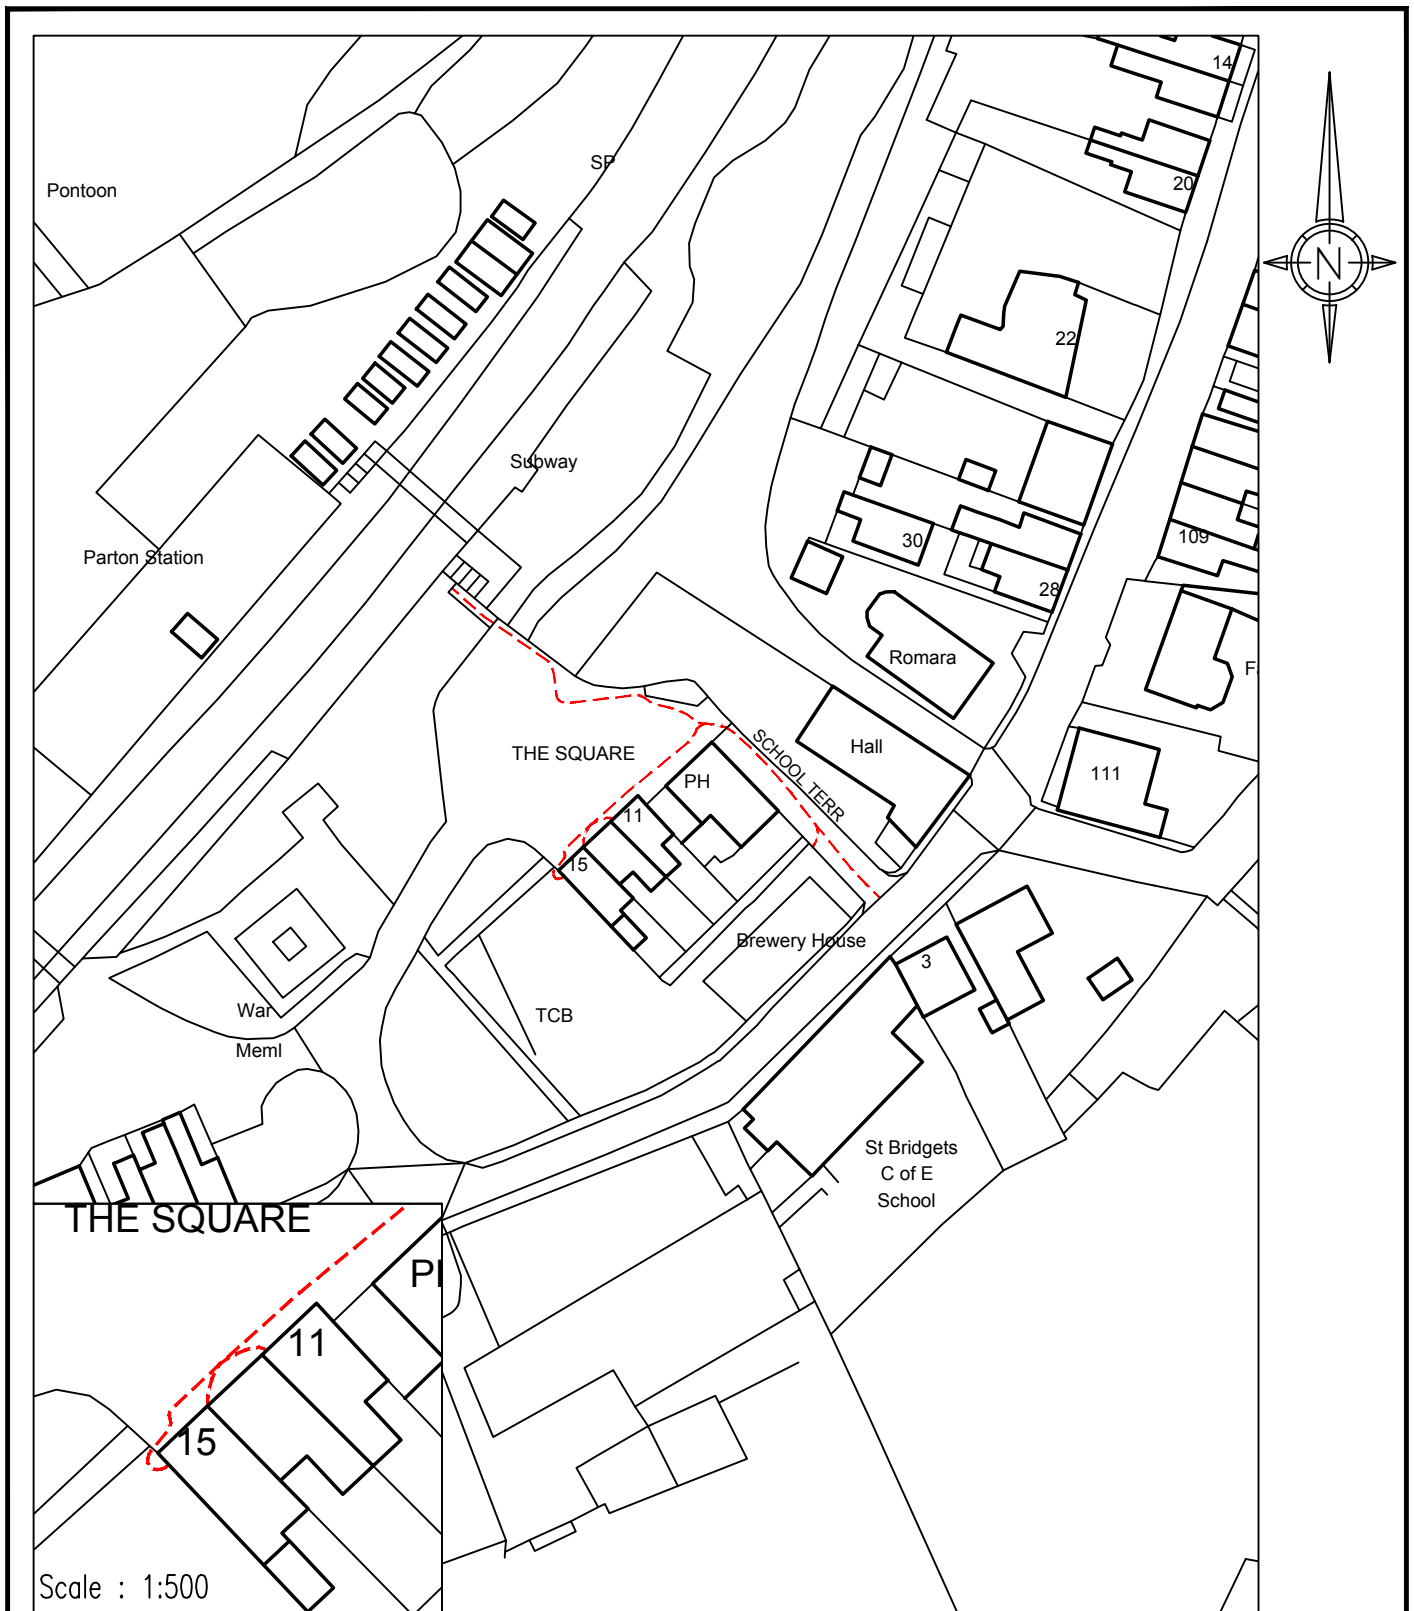 14
SP
Pontoon
20
N
22
Subway
109
30
Parton Station
28
Romara
Hall
THE SQUARE
SCHOOL TERR
111
PH
11
15
Brewery House
3
War
Meml
TCB
St Bridgets
C of E
School
THE SQUARE
11
15
Scale : 1:500